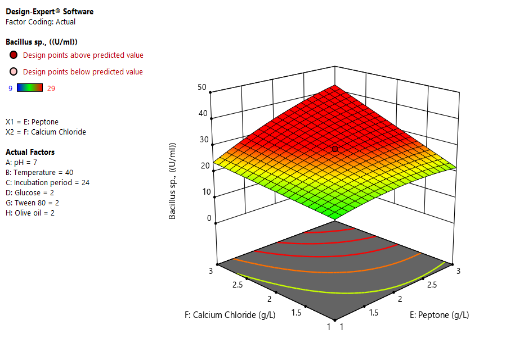 Design-Expert® Software
Factor Coding: Actual
Bacillus sp., ((U/ml))
Design points above predicted value
Design points below predicted value
9 29
X1 = E: Peptone
X2 = F: Calcium Chloride
Actual Factors
A: pH = 7
B: Temperature = 40
C: Incubation period = 24
D: Glucose = 2
G: Tween 80 = 2
H: Olive oil = 2
Bacillus sp., ((U/ml))
50
40
30
20
10
0
3
2.5
2
1.5
1
F: Calcium Chloride (g/L)
1
1.5
2
2.5
3
E: Peptone (g/L)